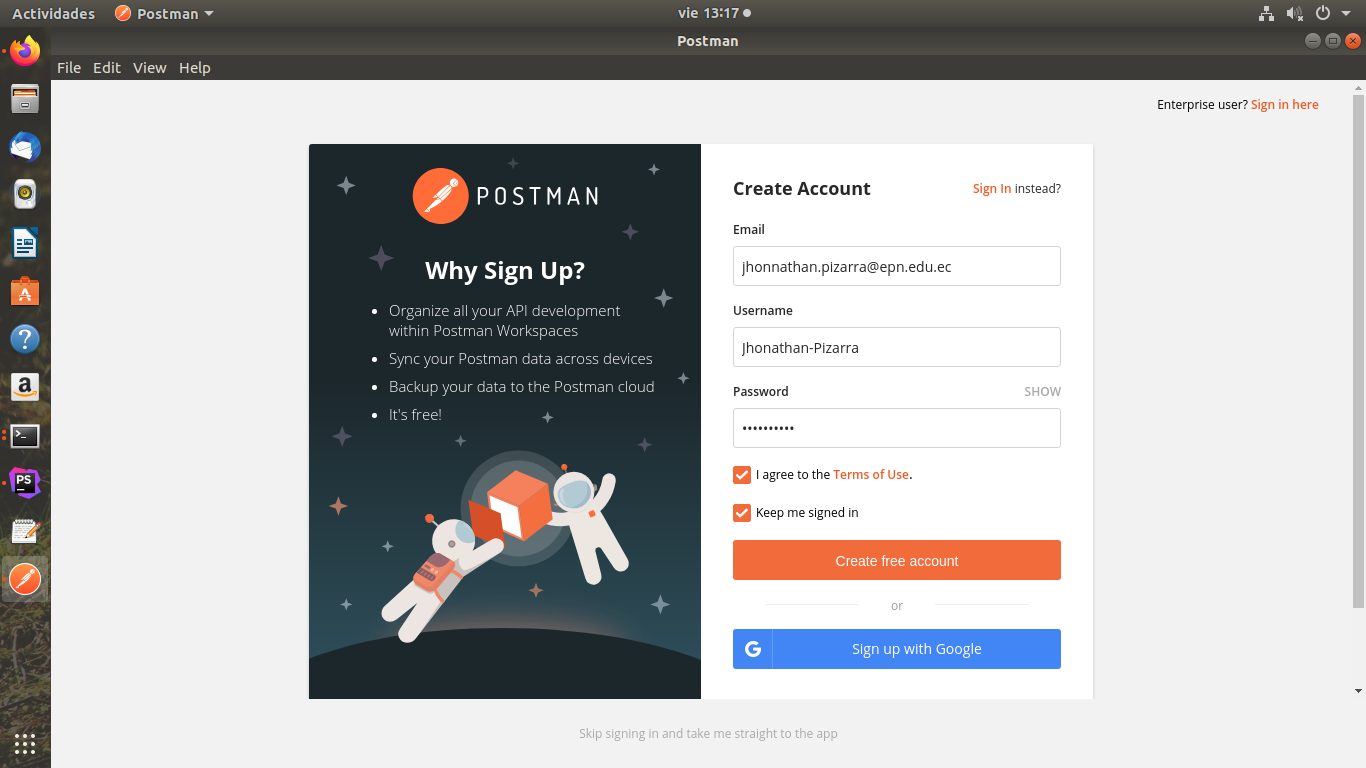 Actividades Postman vie 13:17
Postman
File Edit View Help
Enterprise user? Sign in here
POSTMAN
Why Sign Up?
Organize all your API development
within Postman Workspaces
Sync your Postman data across devices
Backup your data to the Postman cloud
It's free!
Create Account Sign In instead?
Email
jhonnathan.pizarra@epn.edu.ec
Username
Jhonathan-Pizarra
Password SHOW
••••••••••
I agree to the Terms of Use.
Keep me signed in
Create free account
or
G Sign up with Google
Skip signing in and take me straight to the app
?
a
>_
PS